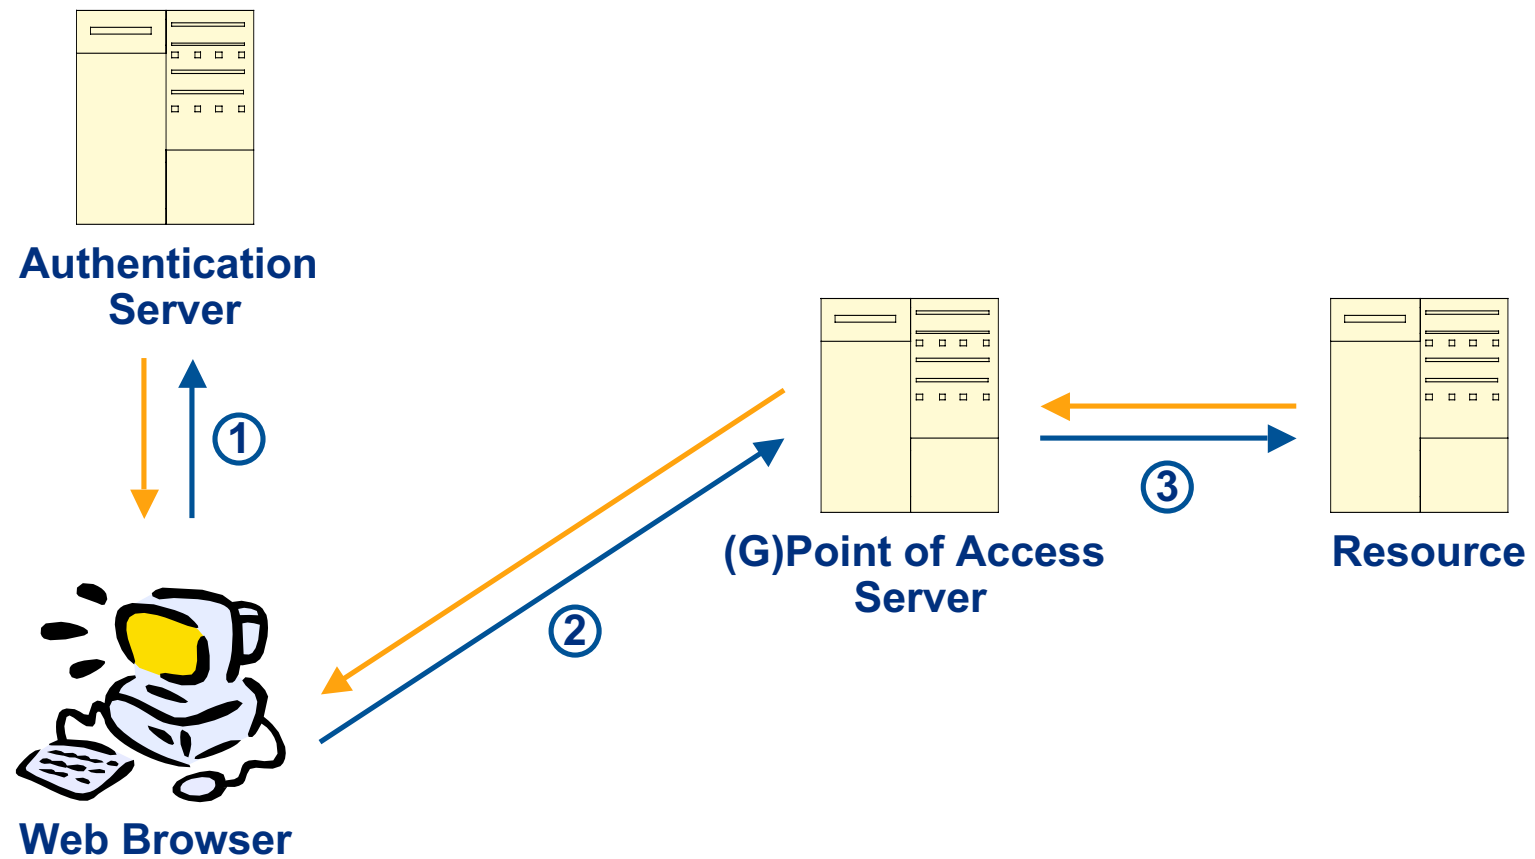 Authentication
Server
1
(G)Point of Access
Server
3
Resource
2
Web Browser